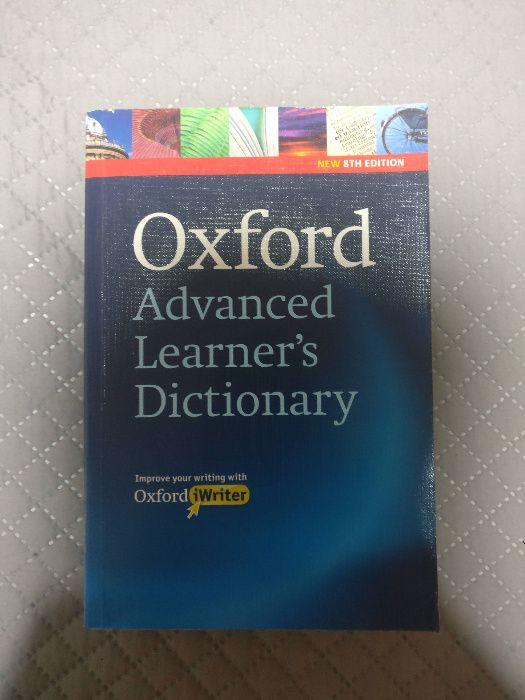 NEW 8TH EDITION
Oxford
Advanced
Learner's
Dictionary
Improve your writing with
Oxford iWriter